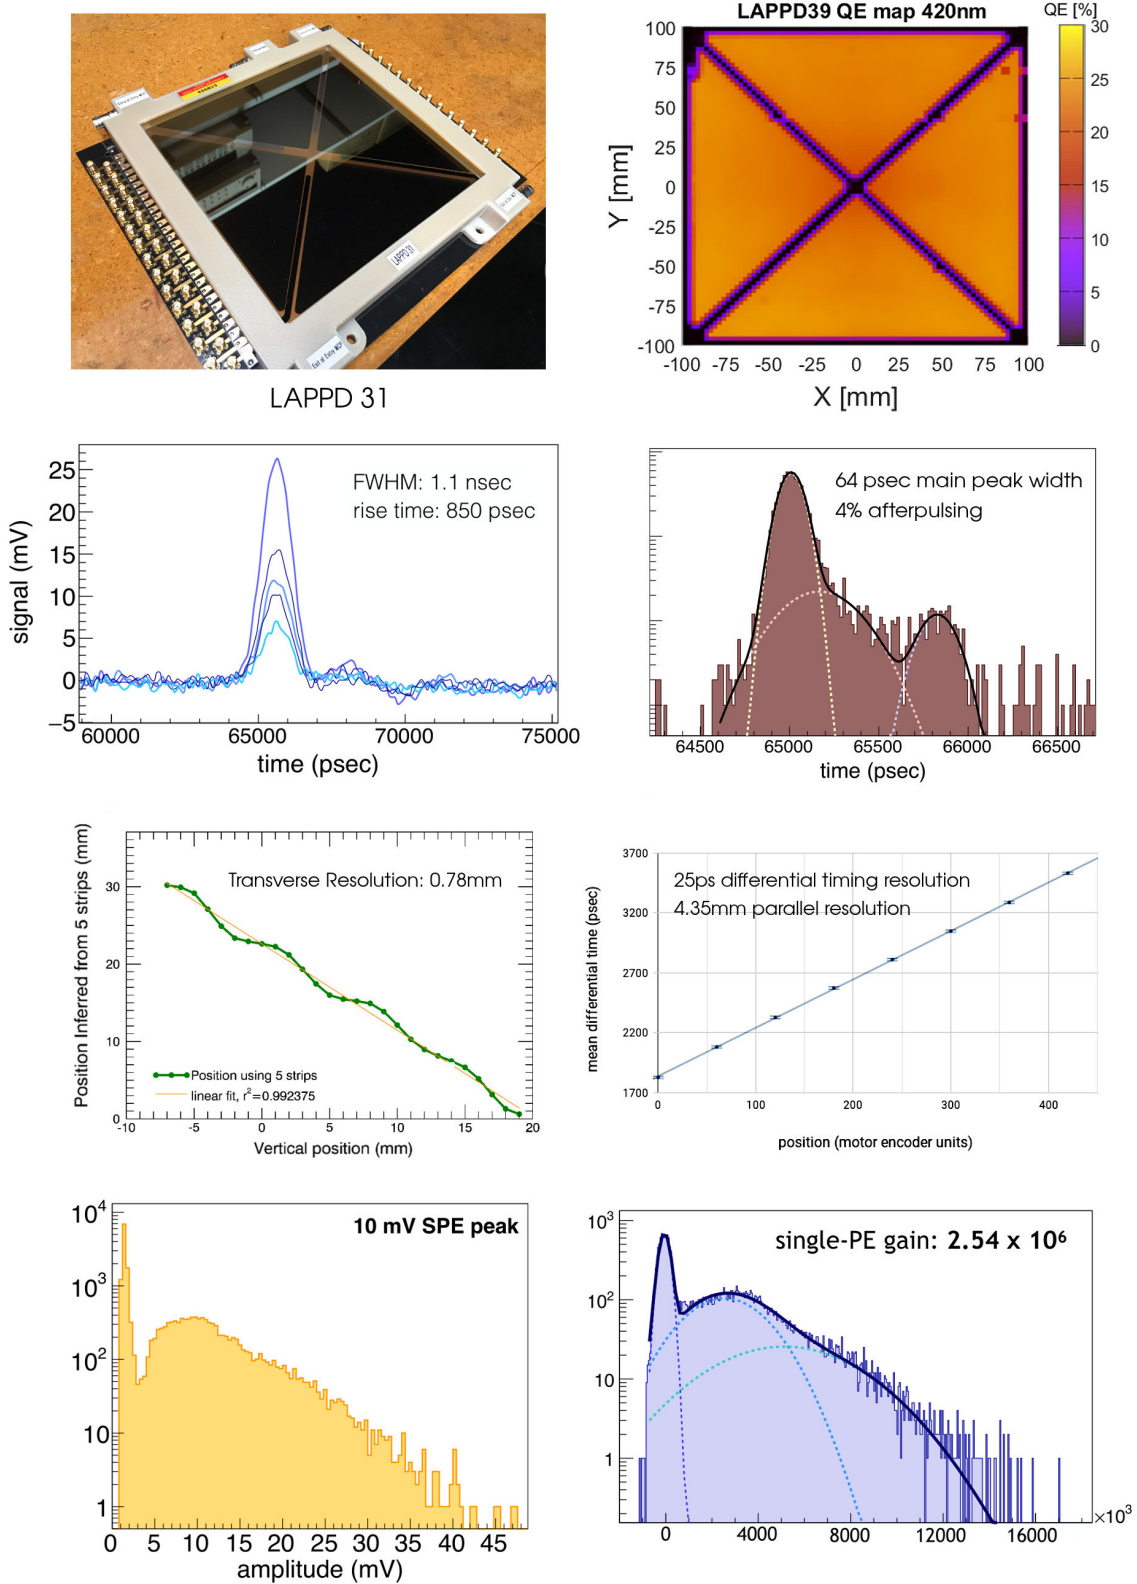 LAPPD 31
LAPPD 31
LAPPD39 QE map 420nm
QE [%]
100
75
50
25
0
-25
-50
-75
-100
Y [mm]
-100 -75 -50 -25 0 25 50 75 100
X [mm]
30
25
20
15
10
5
0
FWHM: 1.1 nsec
rise time: 850 psec
signal (mV)
25
20
15
10
5
0
−5
60000 65000 70000 75000
time (psec)
64 psec main peak width
4% afterpulsing
64500 65000 65500 66000 66500
time (psec)
Transverse Resolution: 0.78mm
Position Inferred from 5 strips (mm)
30
20
10
0
Position using 5 strips
linear fit, r²=0.992375
-10 -5 0 5 10 15 20
Vertical position (mm)
25ps differential timing resolution
4.35mm parallel resolution
mean differential time (psec)
3700
3200
2700
2200
1700
0 100 200 300 400
position (motor encoder units)
10 mV SPE peak
10⁴
10³
10²
10
1
0 5 10 15 20 25 30 35 40 45
amplitude (mV)
single-PE gain: 2.54 x 10⁶
10³
10²
10
1
0 4000 8000 12000 16000
×10³